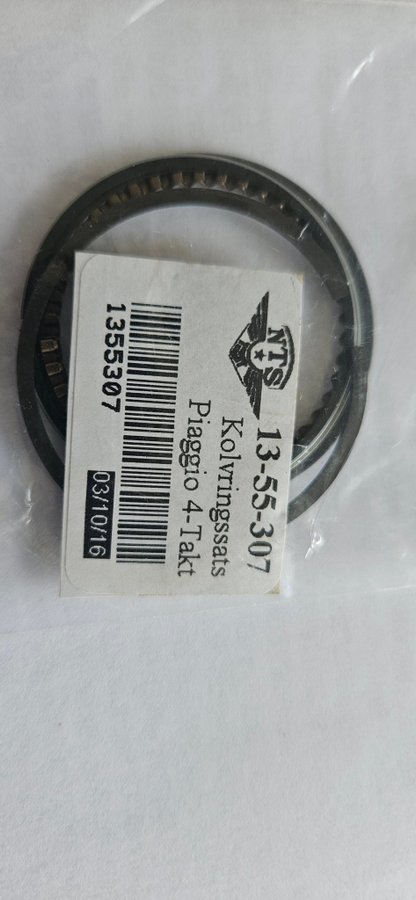 NTS
13-55-307
Kolvringssats
Piaggio 4-Takt
1355307
03/10/16